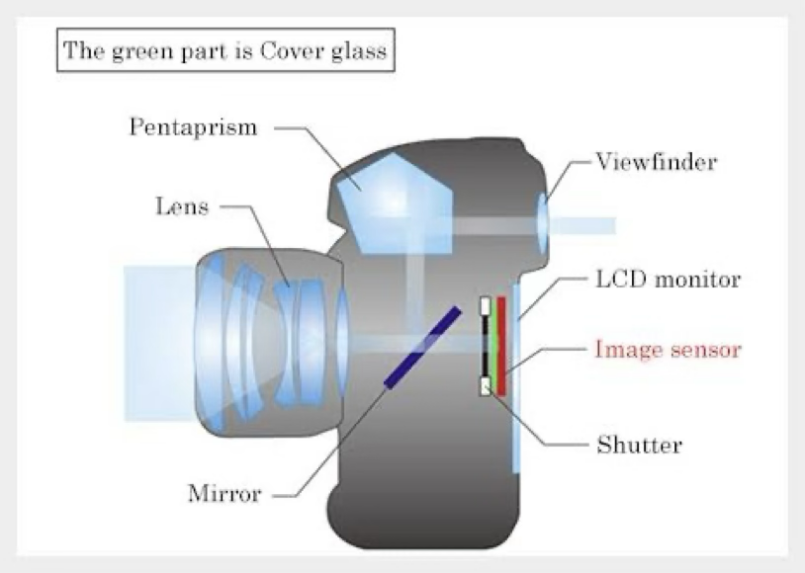 The green part is Cover glass
Pentaprism
Viewfinder
Lens
LCD monitor
Image sensor
Shutter
Mirror